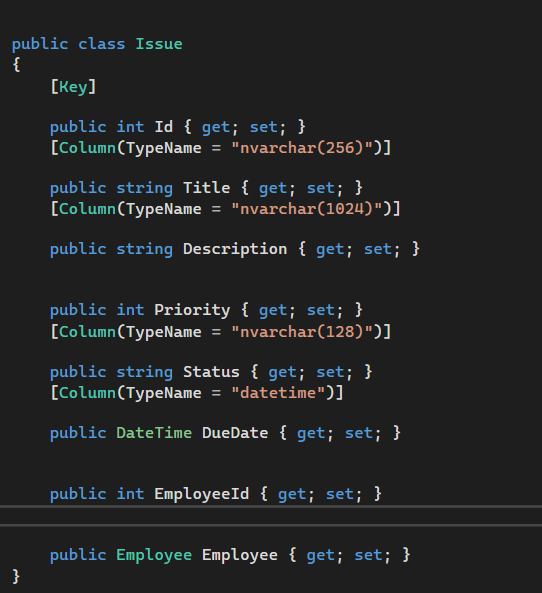 public class Issue
{
[Key]
public int Id { get; set; }
[Column(TypeName = "nvarchar(256)")]
public string Title { get; set; }
[Column(TypeName = "nvarchar(1024)")]
public string Description { get; set; }
public int Priority { get; set; }
[Column(TypeName = "nvarchar(128)")]
public string Status { get; set; }
[Column(TypeName = "datetime")]
public DateTime DueDate { get; set; }
public int EmployeeId { get; set; }
public Employee Employee { get; set; }
}